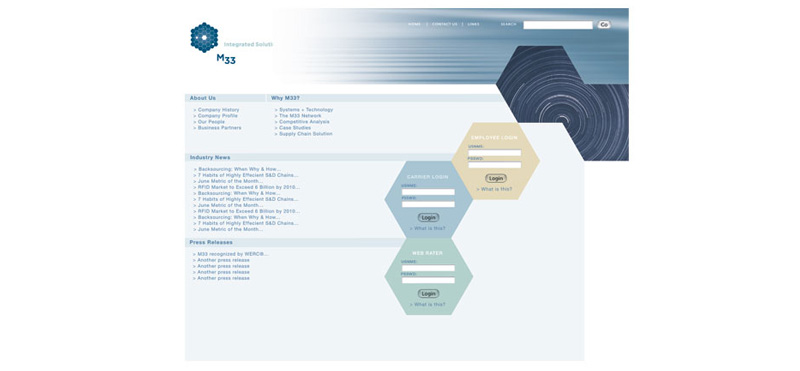 HOME | CONTACT US | LINKS SEARCH Go
Integrated Soluti
M33
About Us
> Company History
> Company Profile
> Our People
> Business Partners
Why M33?
> Systems + Technology
> The M33 Network
> Competitive Analysis
> Case Studies
> Supply Chain Solution
Industry News
> Backsourcing: When Why & How...
> 7 Habits of Highly Effecient S&D Chains...
> June Metric of the Month...
> RFID Market to Exceed 6 Billion by 2010...
> Backsourcing: When Why & How...
> 7 Habits of Highly Effecient S&D Chains...
> June Metric of the Month...
> RFID Market to Exceed 6 Billion by 2010...
> Backsourcing: When Why & How...
> 7 Habits of Highly Effecient S&D Chains...
> June Metric of the Month...
Press Releases
> M33 recognized by WERC®...
> Another press release
> Another press release
> Another press release
> Another press release
EMPLOYEE LOGIN
USRNME:
PSSWD:
Login
> What is this?
CARRIER LOGIN
USRNME:
PSSWD:
Login
> What is this?
WEB RATER
USRNME:
PSSWD:
Login
> What is this?